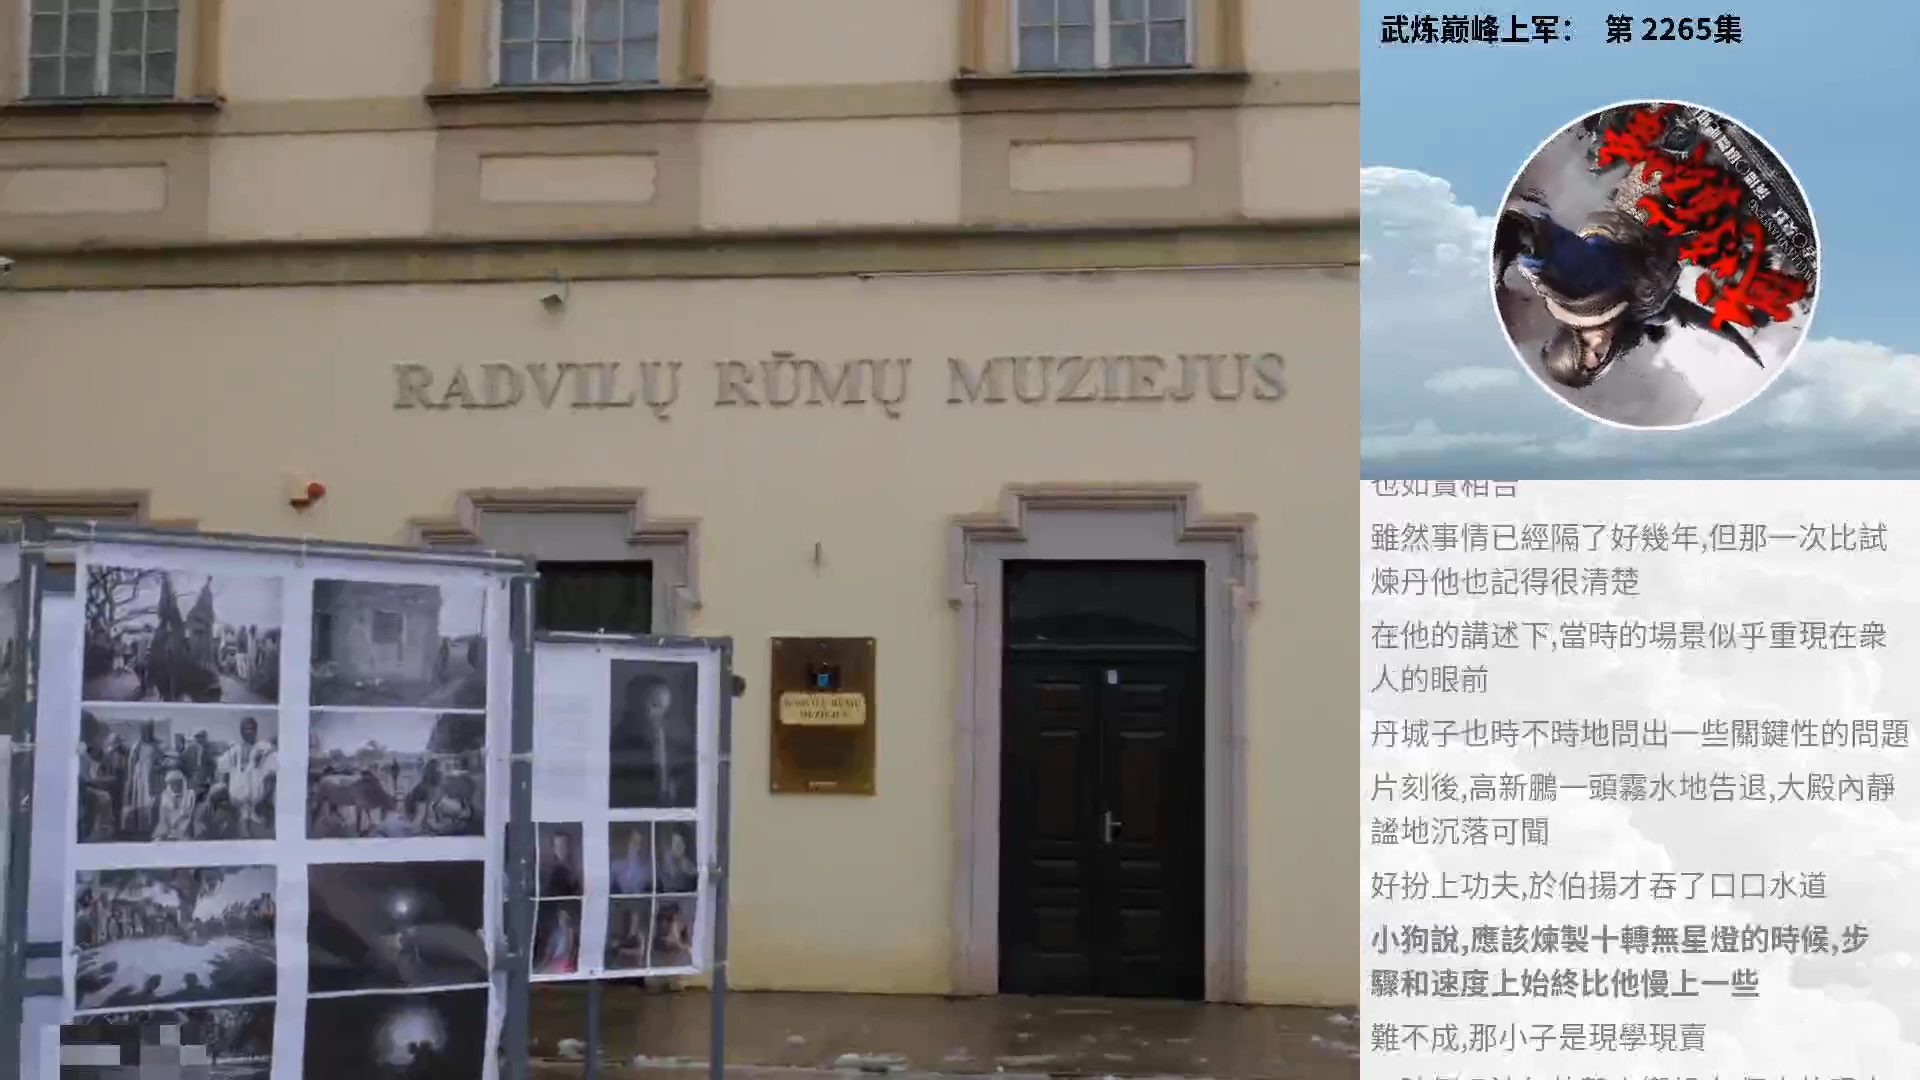 武炼巅峰上军： 第 2265集
RADVILŲ RŪMŲ MUZIEJUS
RADVILŲ RŪMŲ
MUZIEJUS
也如實相告
雖然事情已經隔了好幾年,但那一次比試
煉丹他也記得很清楚
在他的講述下,當時的場景似乎重現在衆
人的眼前
丹城子也時不時地問出一些關鍵性的問題
片刻後,高新鵬一頭霧水地告退,大殿內靜
謐地沉落可聞
好扮上功夫,於伯揚才吞了口口水道
小狗說,應該煉製十轉無星燈的時候,步
驟和速度上始終比他慢上一些
難不成,那小子是現學現賣